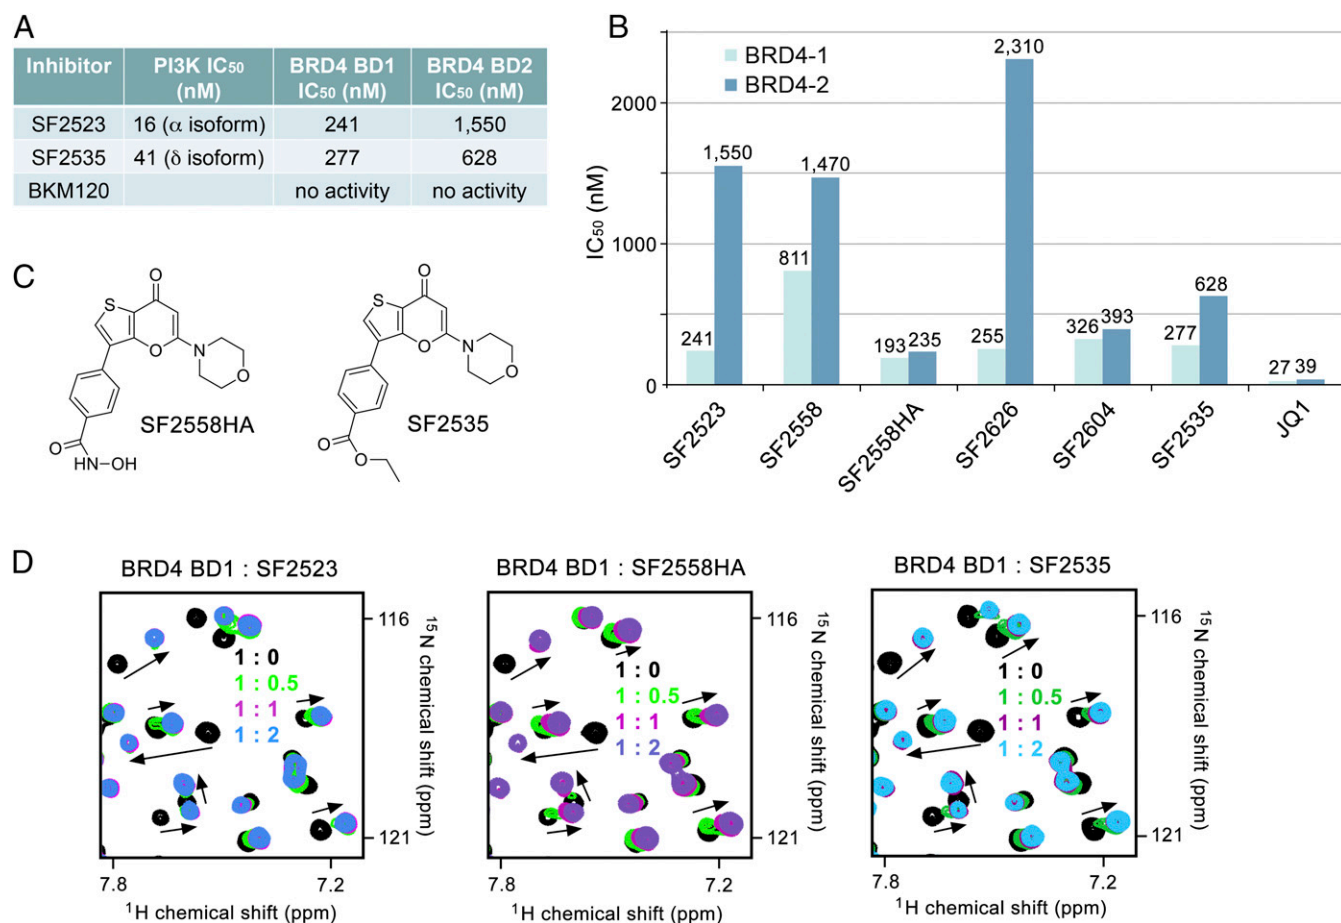 A
Inhibitor PI3K IC₅₀ (nM) BRD4 BD1 IC₅₀ (nM) BRD4 BD2 IC₅₀ (nM)
SF2523 16 (α isoform) 241 1,550
SF2535 41 (δ isoform) 277 628
BKM120 no activity no activity
B
BRD4-1
BRD4-2
IC₅₀ (nM)
2000
1000
0
241 1,550
811 1,470
193 235
255 2,310
326 393
277 628
27 39
SF2523 SF2558 SF2558HA SF2626 SF2604 SF2535 JQ1
C
O
S
O
N
O
O
HN–OH
SF2558HA
O
S
O
N
O
O
O
SF2535
D
BRD4 BD1 : SF2523
1 : 0
1 : 0.5
1 : 1
1 : 2
116
121
¹⁵N chemical shift (ppm)
7.8 7.2
¹H chemical shift (ppm)
BRD4 BD1 : SF2558HA
1 : 0
1 : 0.5
1 : 1
1 : 2
116
121
¹⁵N chemical shift (ppm)
7.8 7.2
¹H chemical shift (ppm)
BRD4 BD1 : SF2535
1 : 0
1 : 0.5
1 : 1
1 : 2
116
121
¹⁵N chemical shift (ppm)
7.8 7.2
¹H chemical shift (ppm)